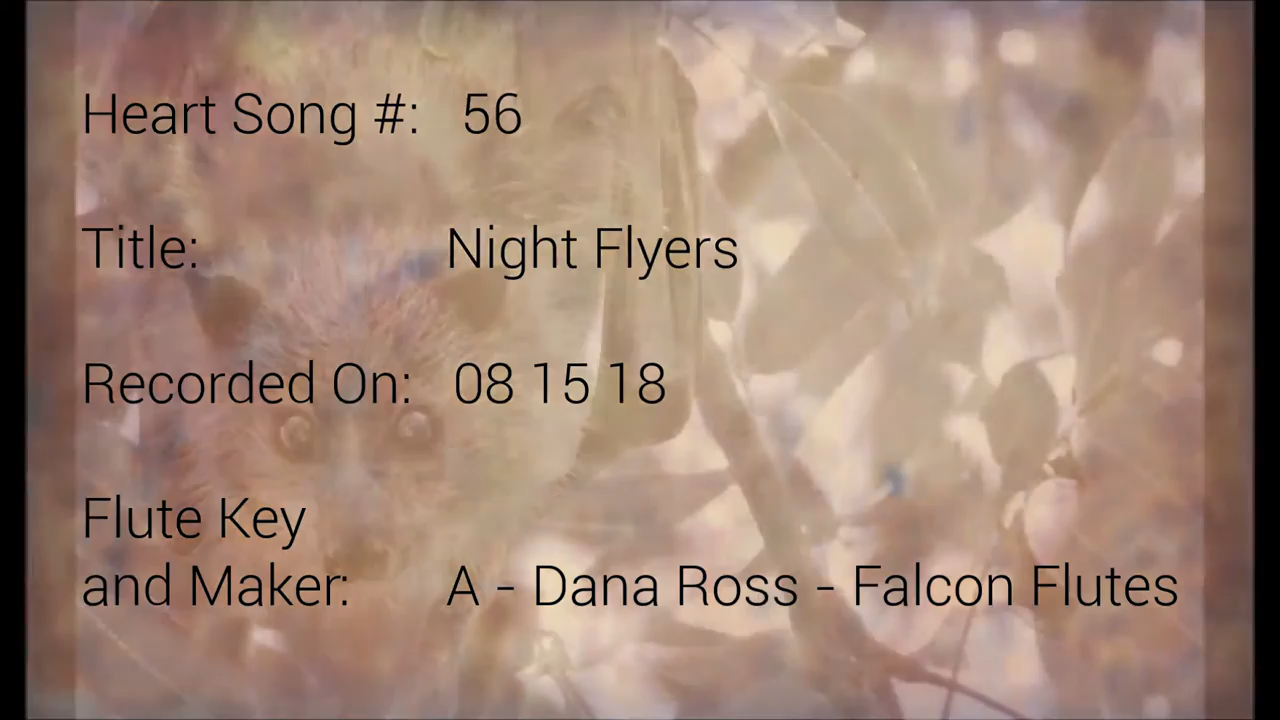 Heart Song #: 56
Title: Night Flyers
Recorded On: 08 15 18
Flute Key
and Maker: A - Dana Ross - Falcon Flutes